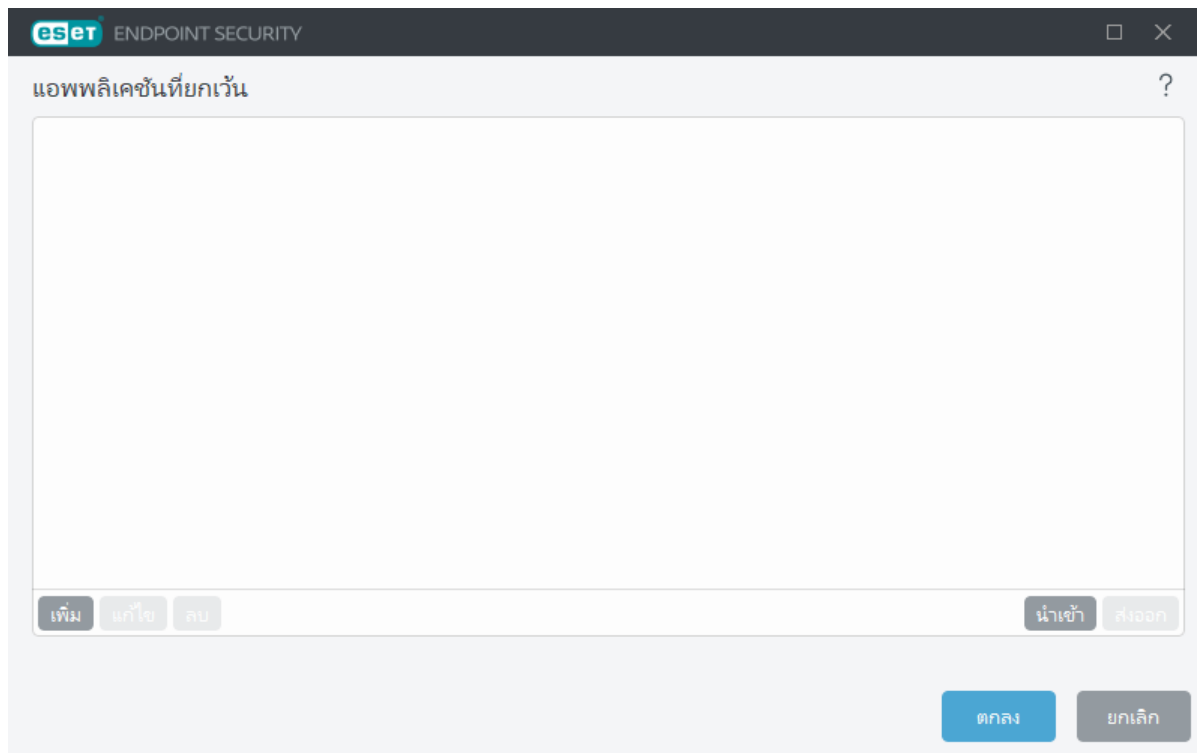 eset ENDPOINT SECURITY
แอพพลิเคชันที่ยกเว้น ?
เพิ่ม แก้ไข ลบ นำเข้า ส่งออก
ตกลง ยกเลิก